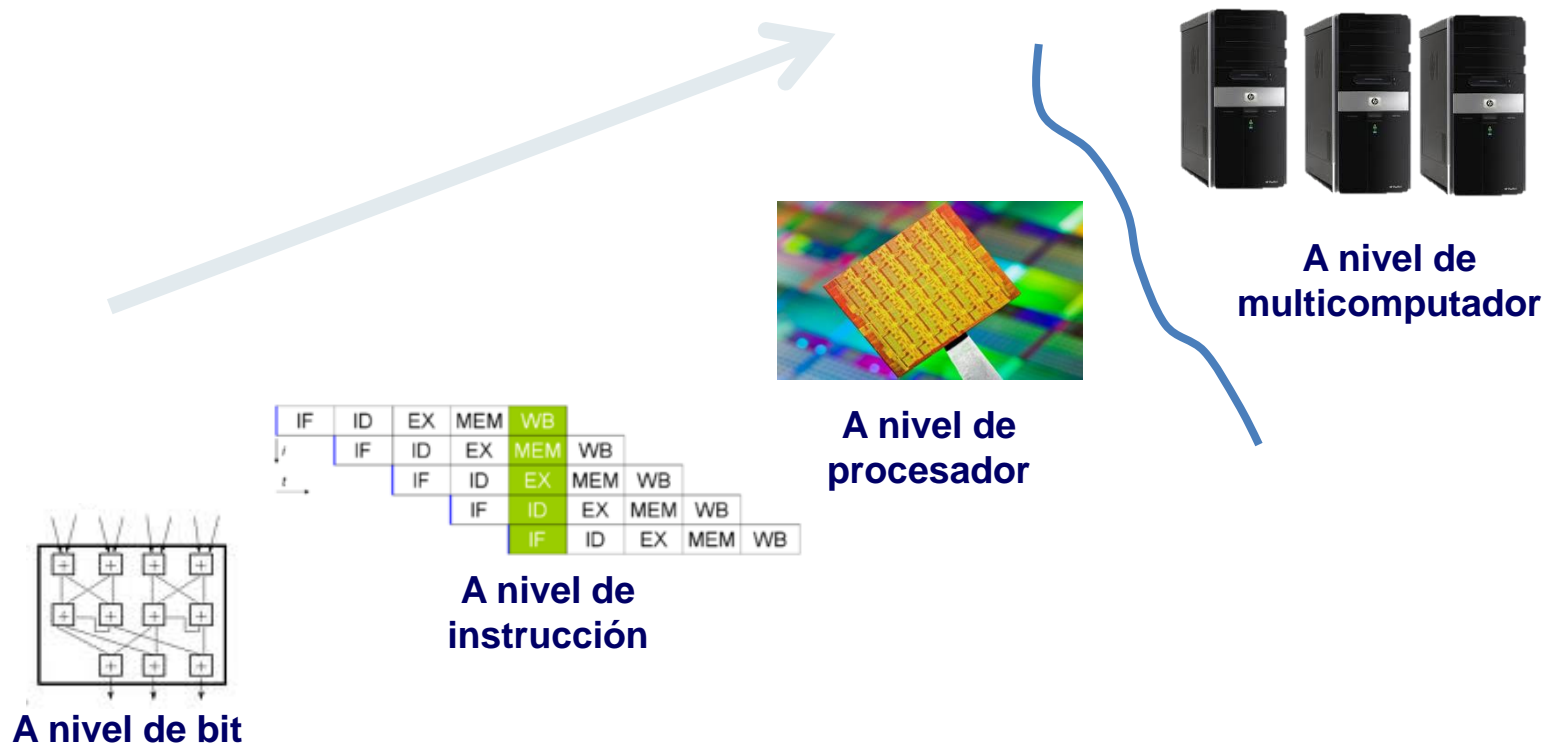 A nivel de
multicomputador
A nivel de
procesador
IF ID EX MEM WB
i IF ID EX MEM WB
t IF ID EX MEM WB
IF ID EX MEM WB
IF ID EX MEM WB
A nivel de
instrucción
+ + + +
+ + + +
+ + +
A nivel de bit